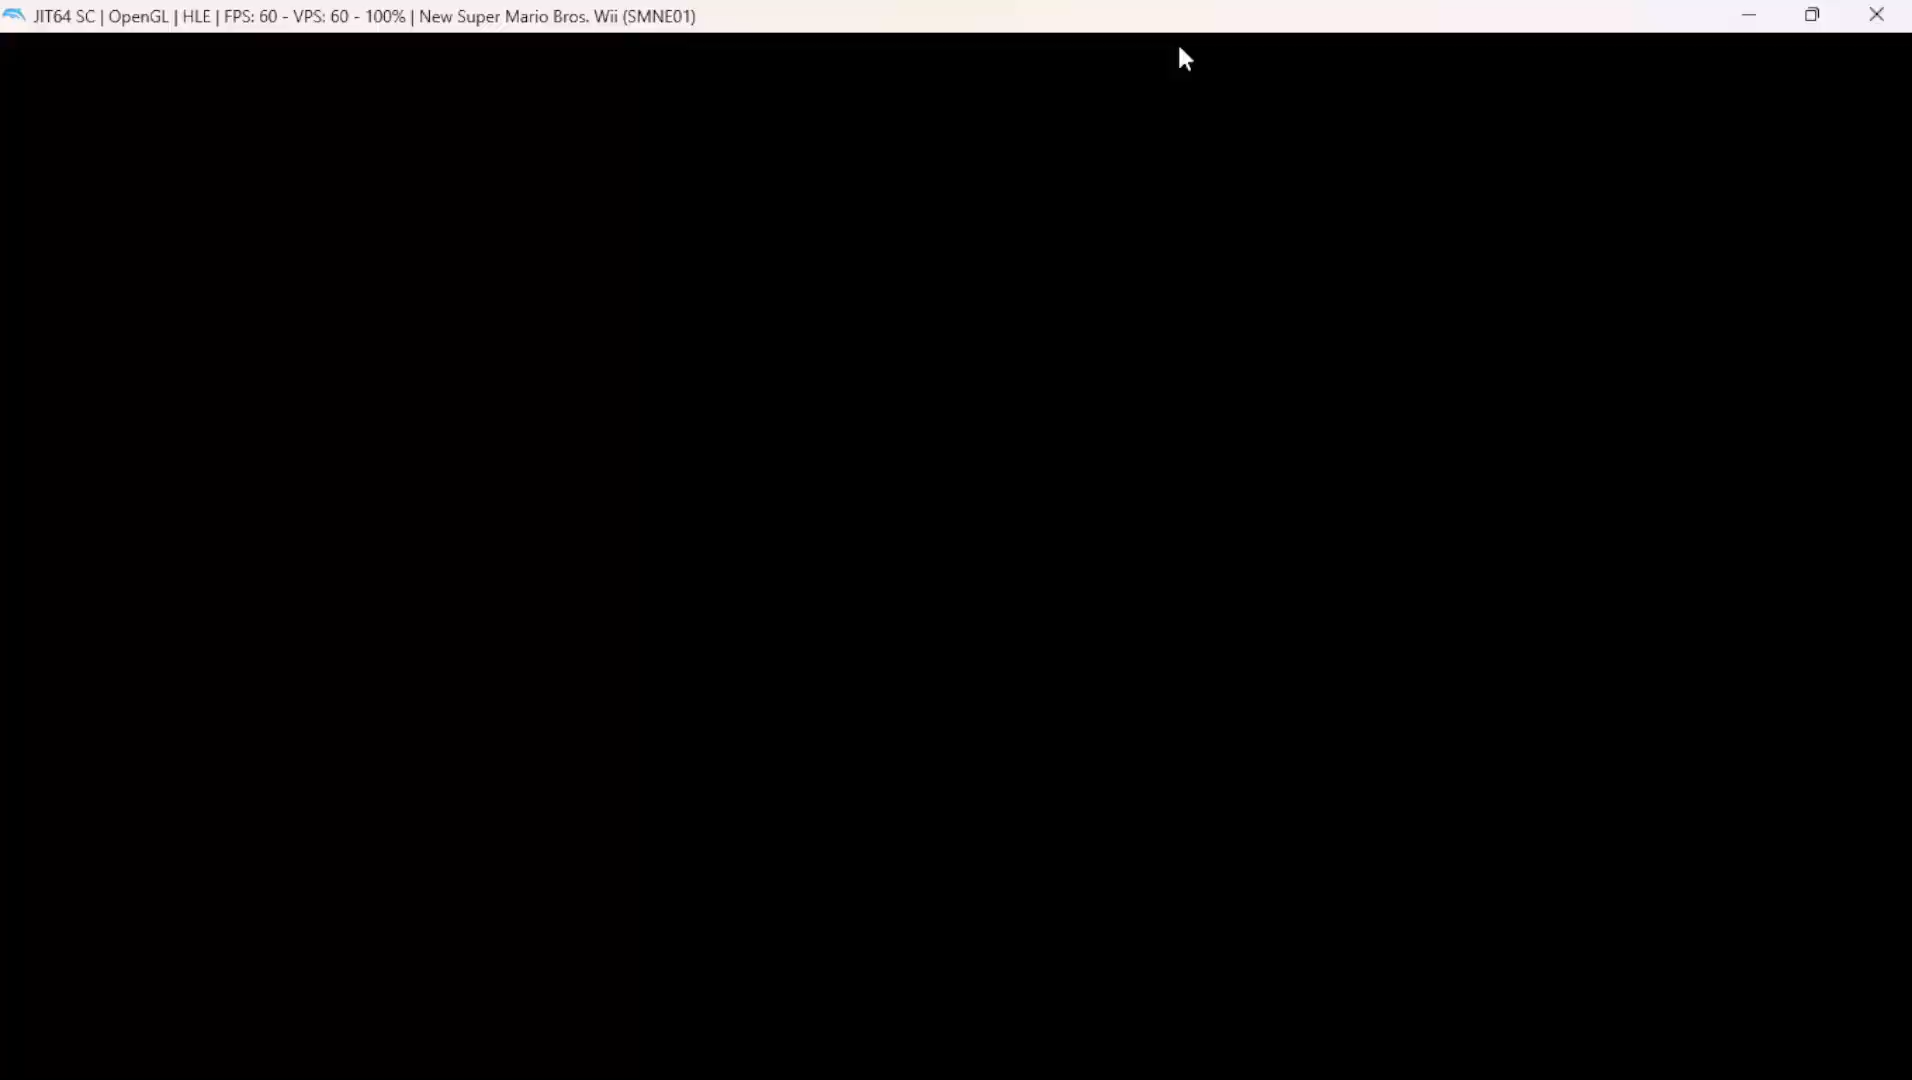 JIT64 SC | OpenGL | HLE | FPS: 60 - VPS: 60 - 100% | New Super Mario Bros. Wii (SMNE01)